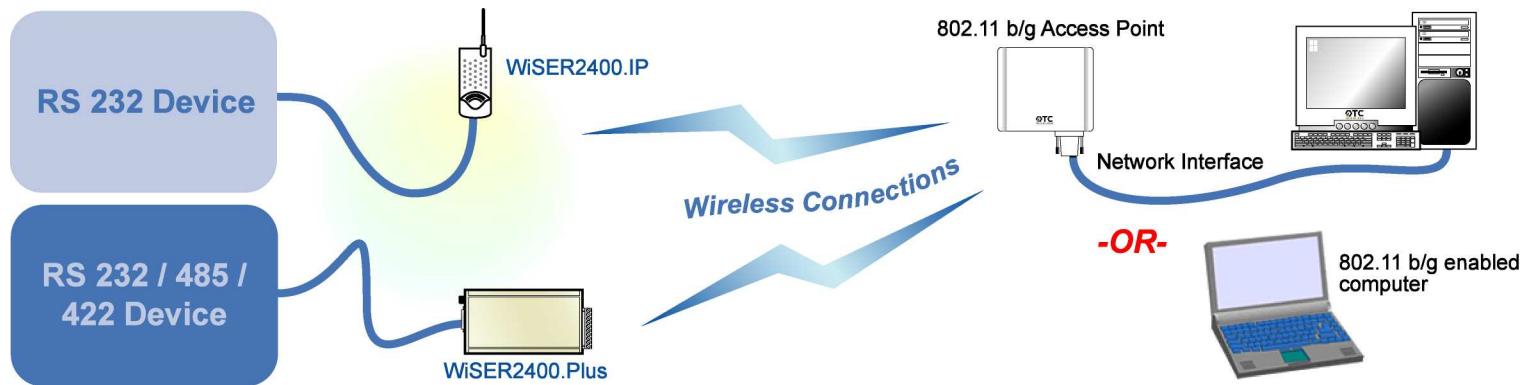 RS 232 Device
WiSER2400.IP
802.11 b/g Access Point
OTC
OTC
Network Interface
Wireless Connections
-OR-
RS 232 / 485 /
422 Device
WiSER2400.Plus
802.11 b/g enabled
computer